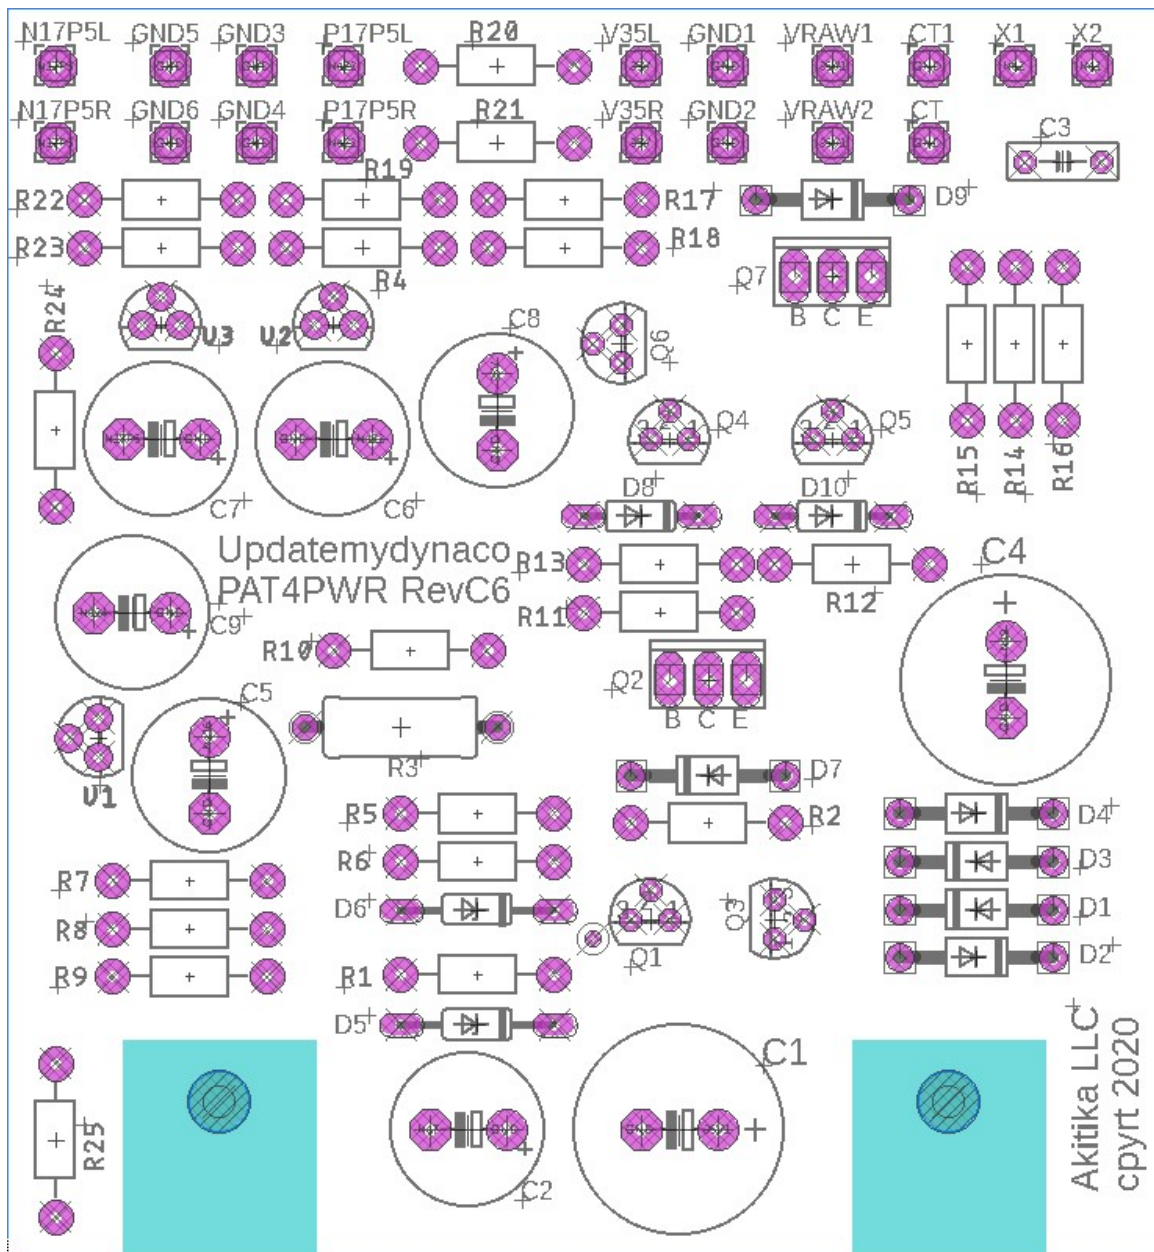 N17P5L GND5 GND3 P17P5L R20 V35L GND1 VRAW1 CT1 X1 X2
N17P5R GND6 GND4 P17P5R R21 V35R GND2 VRAW2 CT C3
R22 R19 R17 D9
R23 R4 R18 Q7
B C E
R24 V3 V2 C8 Q6
Q4 Q5
R15 R14 R16
C7 C6 D8 D10
Updatemydynaco
PAT4PWR RevC6
R13 R12 C4
C9 R11
R10 Q2
B C E
C5 R3 D7
V1 R5 R2 D4
R6 D3
R7 D6 Q3 D1
R8 Q1 D2
R9 R1
D5
Akitika LLC
cpyrt 2020
C1
R25 C2